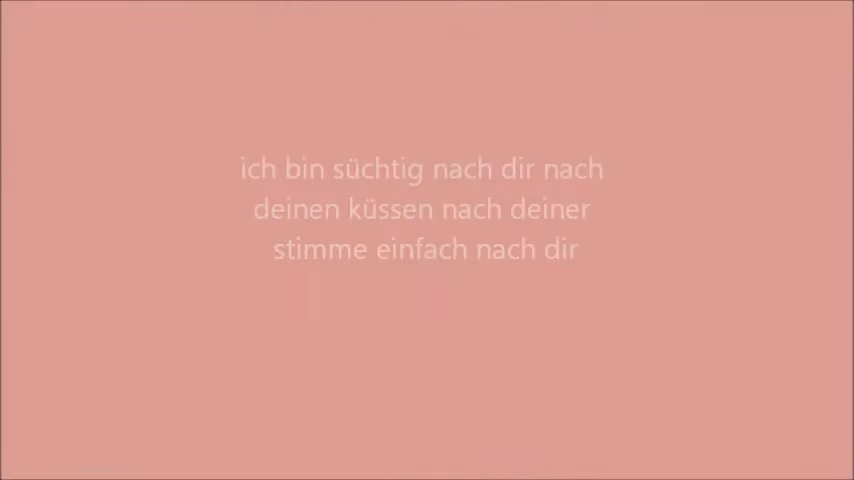 ich bin süchtig nach dir nach
deinen küssen nach deiner
stimme einfach nach dir